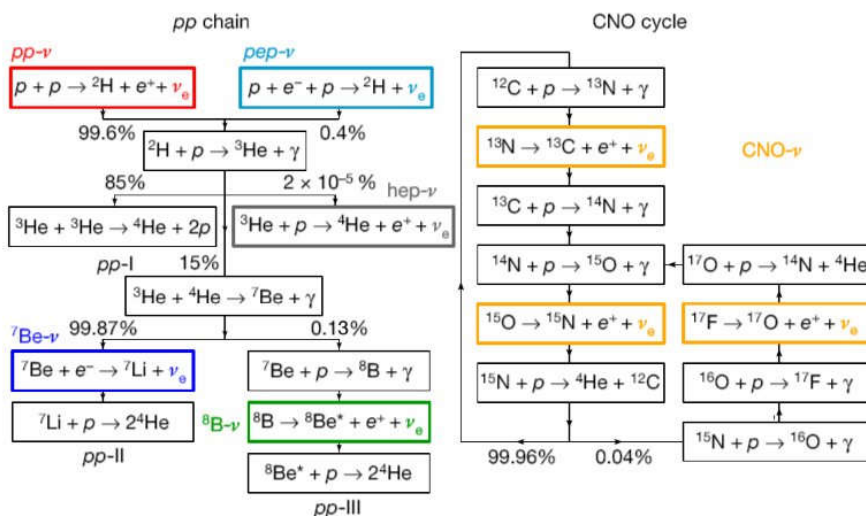 pp chain
pp-ν
pep-ν
p + p → ²H + e⁺ + νₑ
p + e⁻ + p → ²H + νₑ
99.6%
0.4%
²H + p → ³He + γ
85%
2 × 10⁻⁵ %
hep-ν
³He + ³He → ⁴He + 2p
³He + p → ⁴He + e⁺ + νₑ
pp-I
15%
³He + ⁴He → ⁷Be + γ
⁷Be-ν
99.87%
0.13%
⁷Be + e⁻ → ⁷Li + νₑ
⁷Be + p → ⁸B + γ
⁷Li + p → 2⁴He
⁸B-ν
⁸B → ⁸Be* + e⁺ + νₑ
pp-II
⁸Be* + p → 2⁴He
pp-III
CNO cycle
¹²C + p → ¹³N + γ
¹³N → ¹³C + e⁺ + νₑ
CNO-ν
¹³C + p → ¹⁴N + γ
¹⁴N + p → ¹⁵O + γ
¹⁷O + p → ¹⁴N + ⁴He
¹⁵O → ¹⁵N + e⁺ + νₑ
¹⁷F → ¹⁷O + e⁺ + νₑ
¹⁵N + p → ⁴He + ¹²C
¹⁶O + p → ¹⁷F + γ
99.96%
0.04%
¹⁵N + p → ¹⁶O + γ